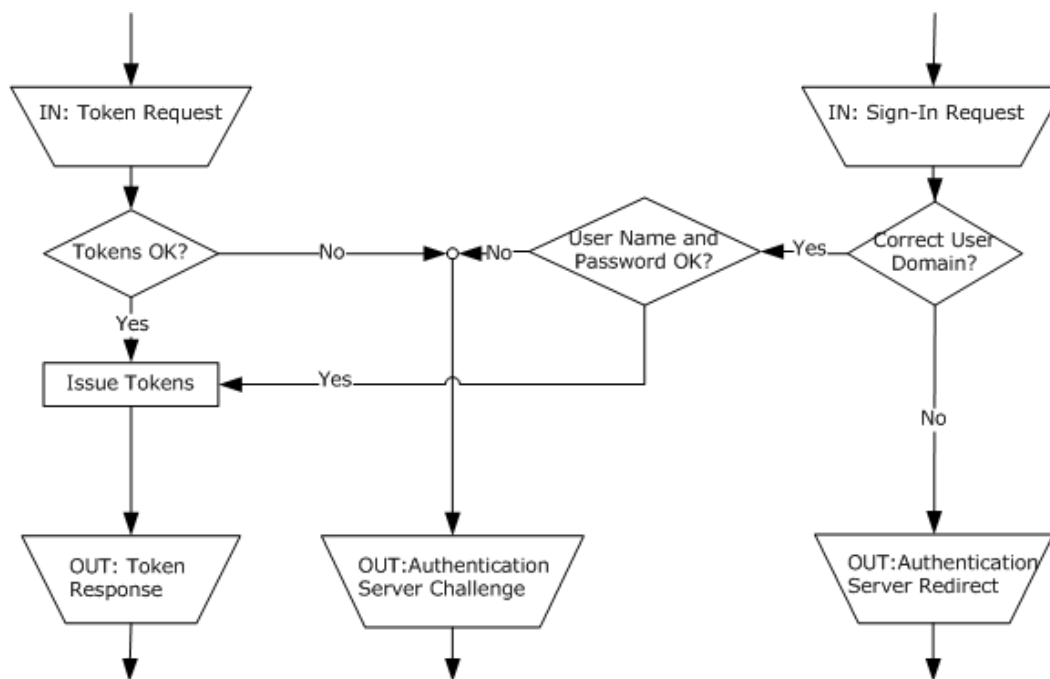 IN: Token Request
IN: Sign-In Request
Tokens OK?
No
No
User Name and
Password OK?
Yes
Correct User
Domain?
Yes
Issue Tokens
Yes
No
OUT: Token
Response
OUT:Authentication
Server Challenge
OUT:Authentication
Server Redirect